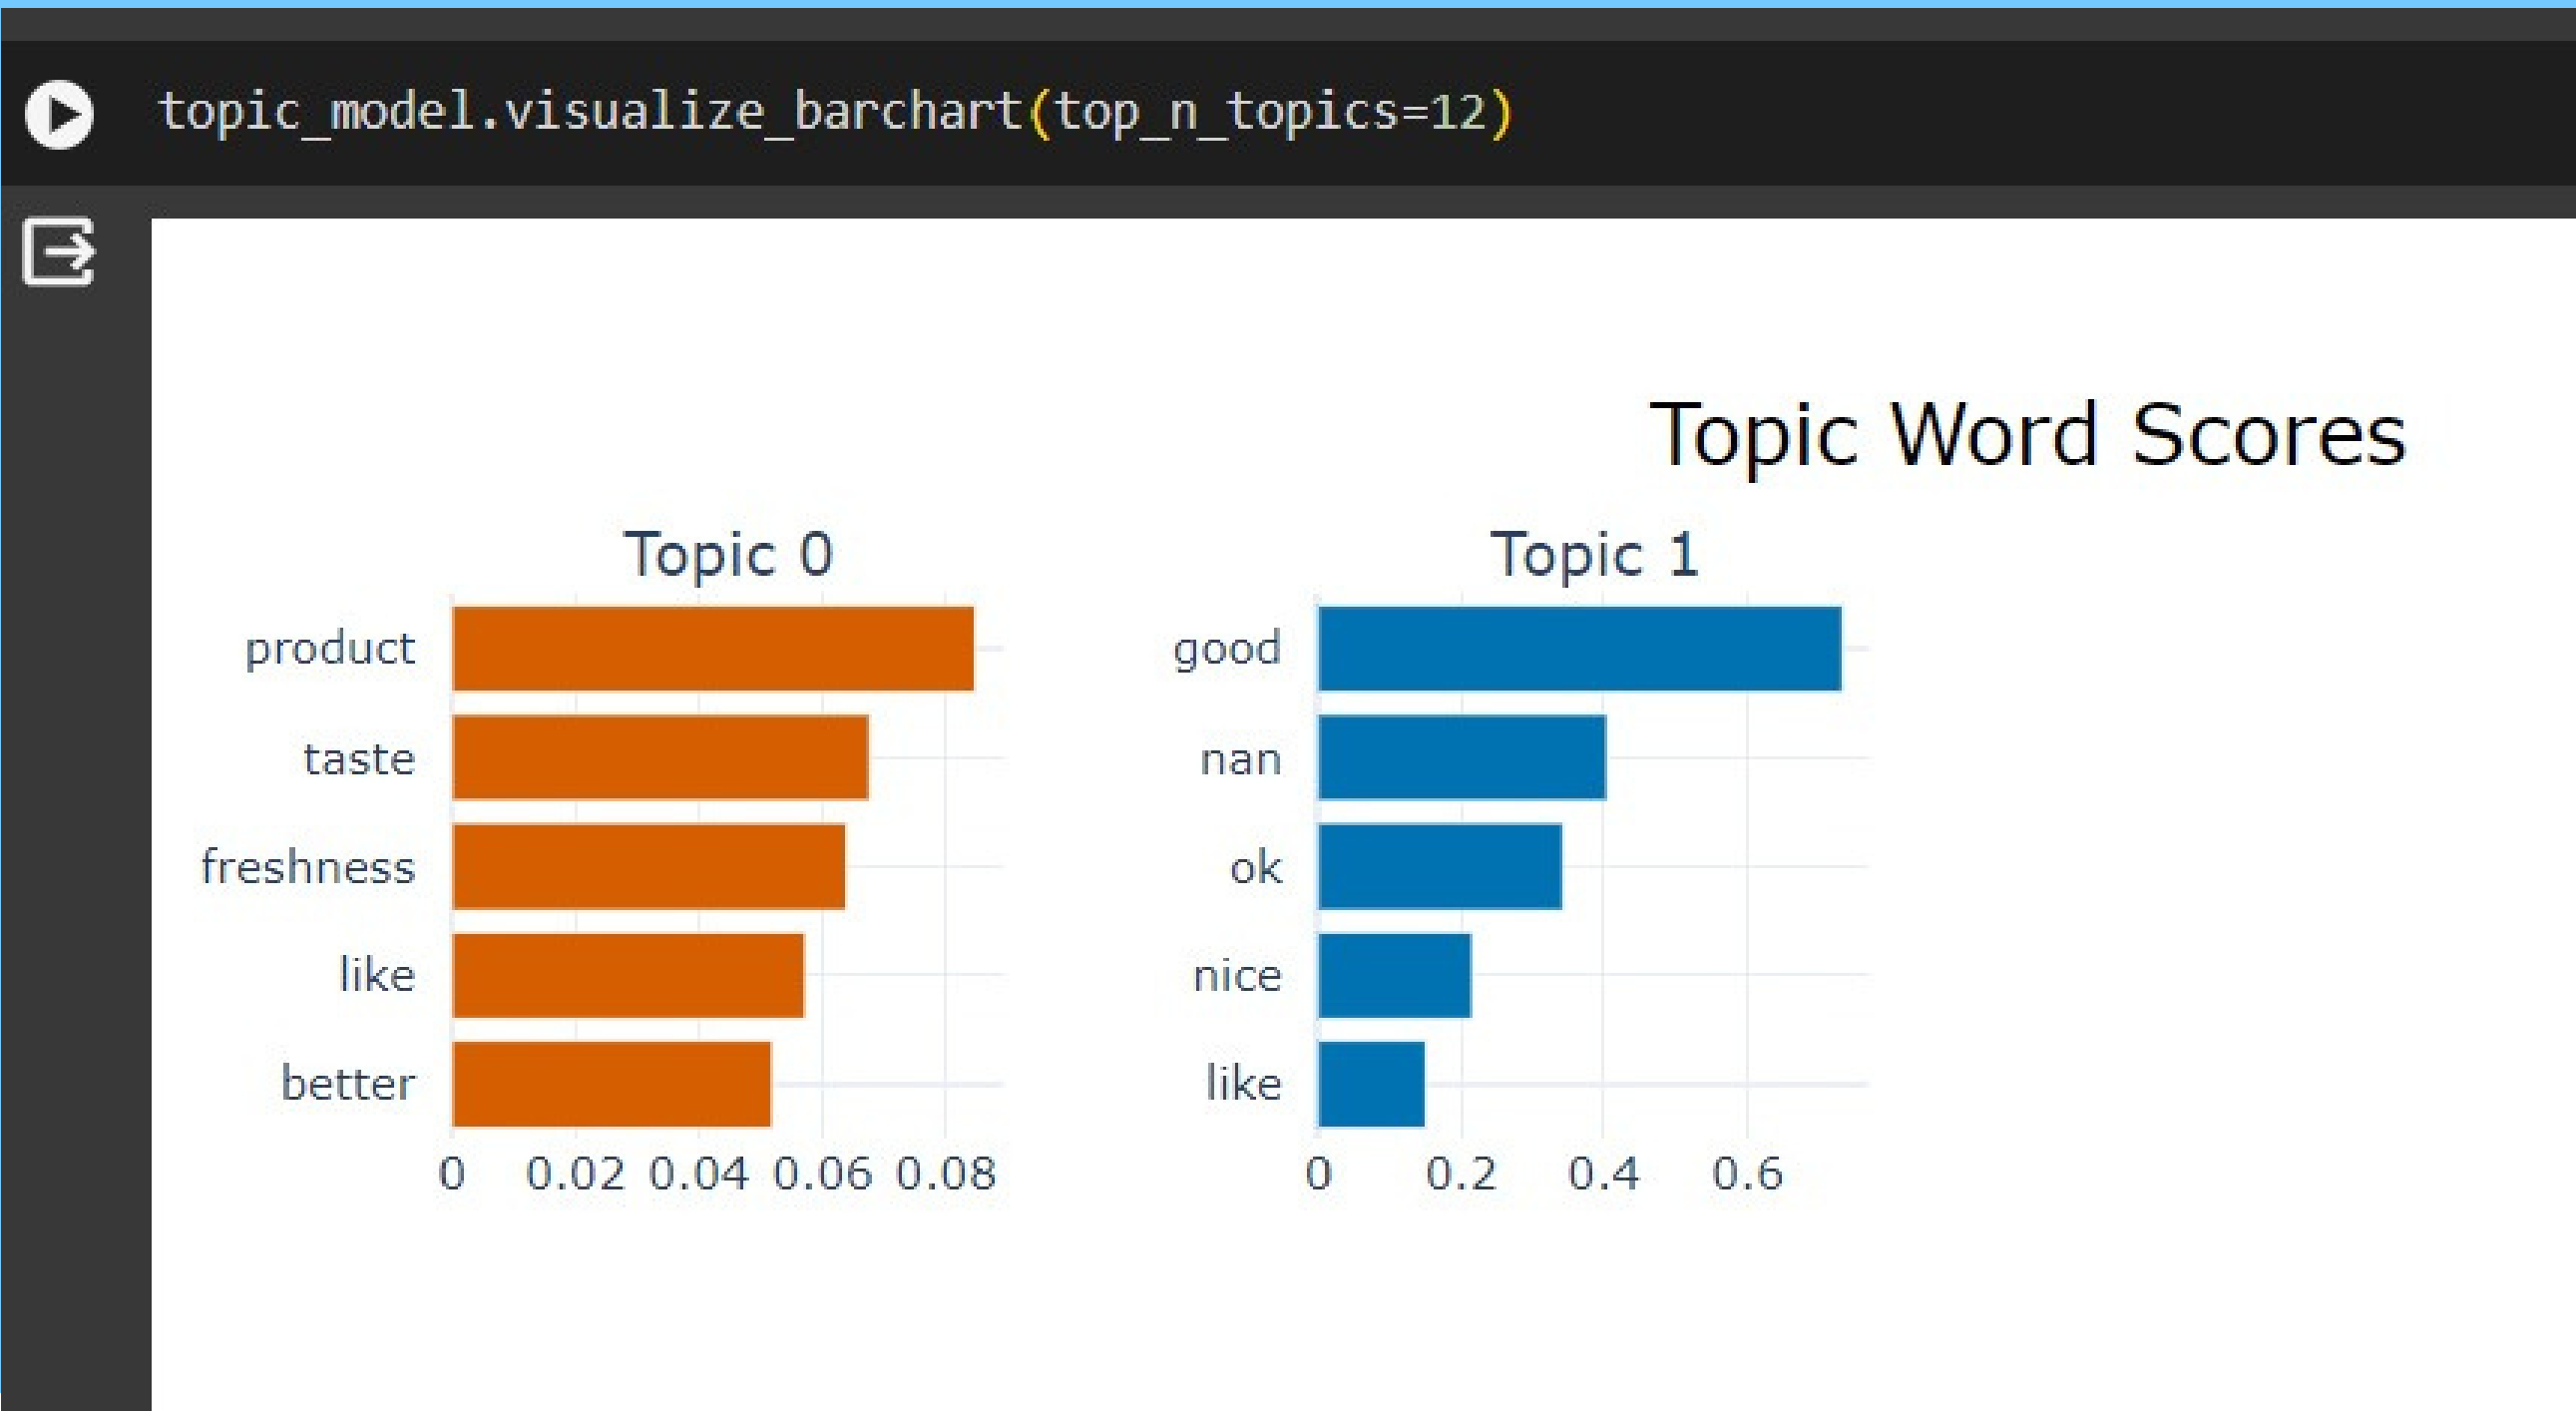 topic_model.visualize_barchart(top_n_topics=12)
Topic Word Scores
Topic 0
product
taste
freshness
like
better
0 0.02 0.04 0.06 0.08
Topic 1
good
nan
ok
nice
like
0 0.2 0.4 0.6